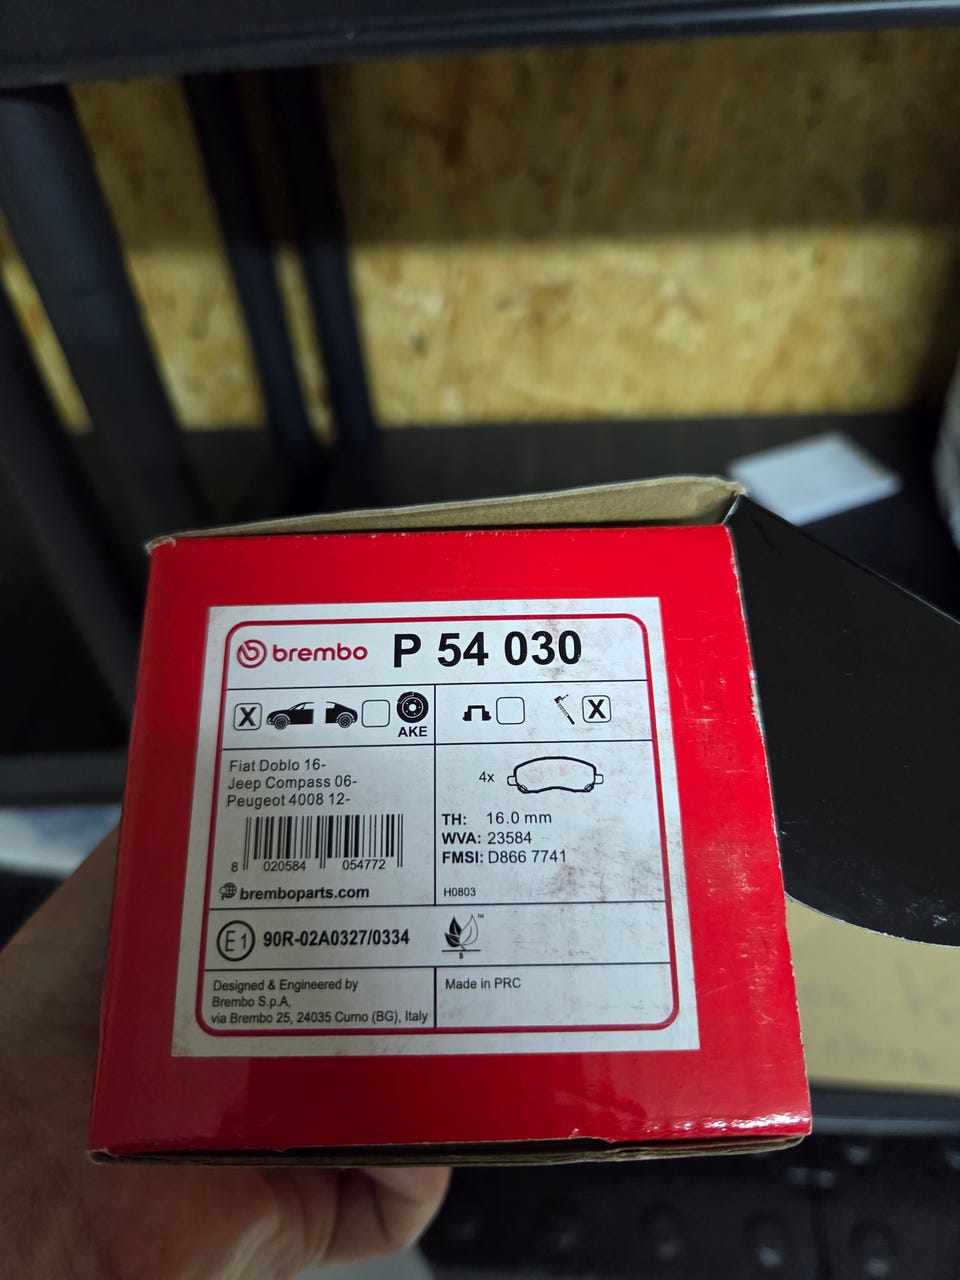 brembo P 54 030
X
AKE
X
Fiat Doblo 16-
Jeep Compass 06-
Peugeot 4008 12-
4x
TH: 16.0 mm
WVA: 23584
FMSI: D866 7741
8 020584 054772
bremboparts.com
H0803
E1 90R-02A0327/0334
TM
B
Designed & Engineered by
Brembo S.p.A,
via Brembo 25, 24035 Curno (BG), Italy
Made in PRC